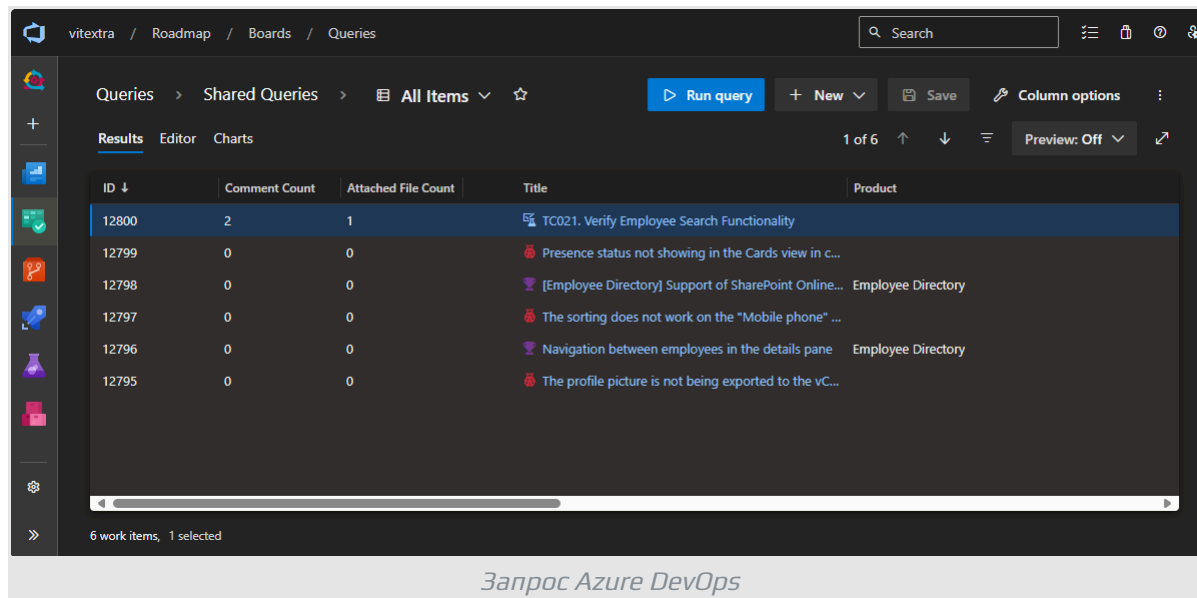 vitextra / Roadmap / Boards / Queries Search
Queries > Shared Queries > All Items Run query + New Save Column options
Results Editor Charts 1 of 6 Preview: Off
ID ↓ Comment Count Attached File Count Title Product
12800 2 1 TC021. Verify Employee Search Functionality
12799 0 0 Presence status not showing in the Cards view in c...
12798 0 0 [Employee Directory] Support of SharePoint Online... Employee Directory
12797 0 0 The sorting does not work on the "Mobile phone" ...
12796 0 0 Navigation between employees in the details pane Employee Directory
12795 0 0 The profile picture is not being exported to the vC...
6 work items, 1 selected
Запрос Azure DevOps